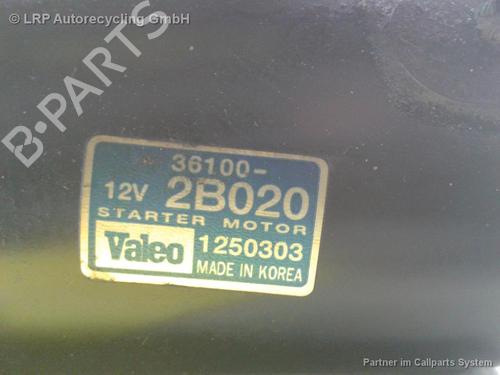 LRP Autorecycling GmbH
B-PARTS
36100-
12V 2B020
STARTER MOTOR
Valeo 1250303
MADE IN KOREA
Partner im Callparts System